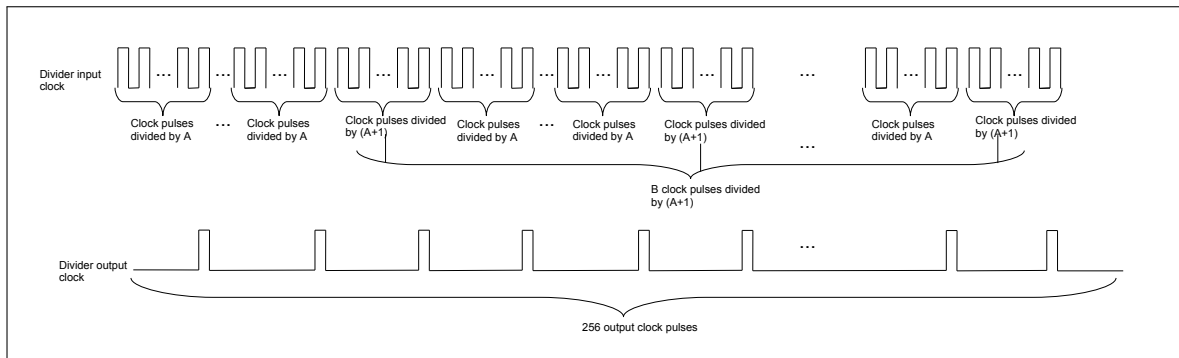 Divider input
clock
... ... ... ... ... ... ... ... ... ...
Clock pulses
divided by A
...
Clock pulses
divided by A
Clock pulses divided
by (A+1)
Clock pulses
divided by A
...
Clock pulses
divided by A
Clock pulses divided
by (A+1)
...
Clock pulses
divided by A
Clock pulses divided
by (A+1)
B clock pulses divided
by (A+1)
Divider output
clock
...
256 output clock pulses